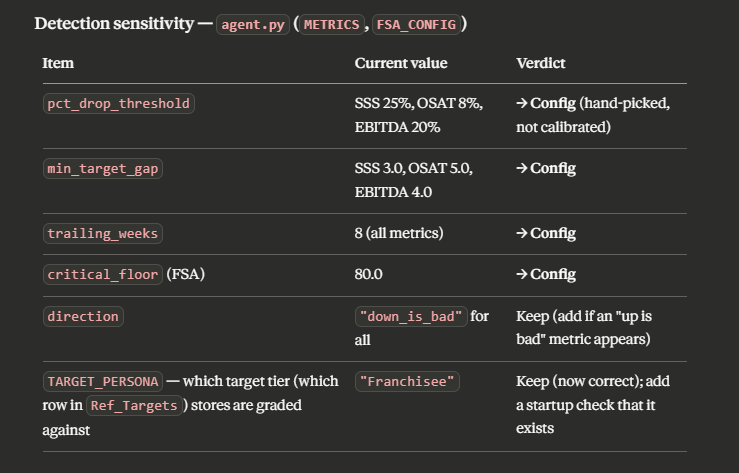 Detection sensitivity — agent.py (METRICS, FSA_CONFIG)
Item Current value Verdict
pct_drop_threshold SSS 25%, OSAT 8%, → Config (hand-picked,
EBITDA 20% not calibrated)
min_target_gap SSS 3.0, OSAT 5.0, → Config
EBITDA 4.0
trailing_weeks 8 (all metrics) → Config
critical_floor (FSA) 80.0 → Config
direction "down_is_bad" for Keep (add if an "up is
all bad" metric appears)
TARGET_PERSONA — which target tier (which "Franchisee" Keep (now correct); add
row in Ref_Targets) stores are graded a startup check that it
against exists